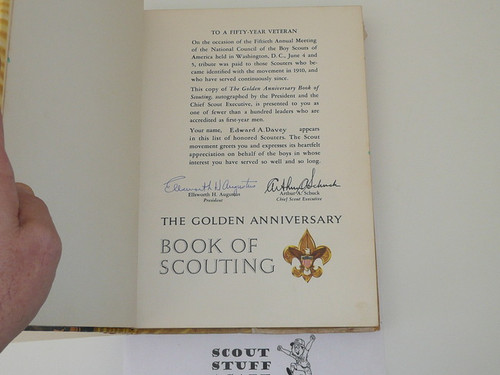 TO A FIFTY-YEAR VETERAN
On the occasion of the Fiftieth Annual Meeting
of the National Council of the Boy Scouts of
America held in Washington, D.C., June 4 and
5, tribute was paid to those Scouters who be-
came identified with the movement in 1910, and
who have served continuously since.
This copy of The Golden Anniversary Book of
Scouting, autographed by the President and the
Chief Scout Executive, is presented to you as
one of fewer than a hundred leaders who are
accredited as first-year men.
Your name, Edward A. Davey appears
in this list of honored Scouters. The Scout
movement greets you and expresses its heartfelt
appreciation on behalf of the boys in whose
interest you have served so well and so long.
Ellsworth H Augustus Arthur A. Schuck
Ellsworth H. Augustus Arthur A. Schuck
President Chief Scout Executive
THE GOLDEN ANNIVERSARY
BOOK OF
SCOUTING
SCOUT
STUFF